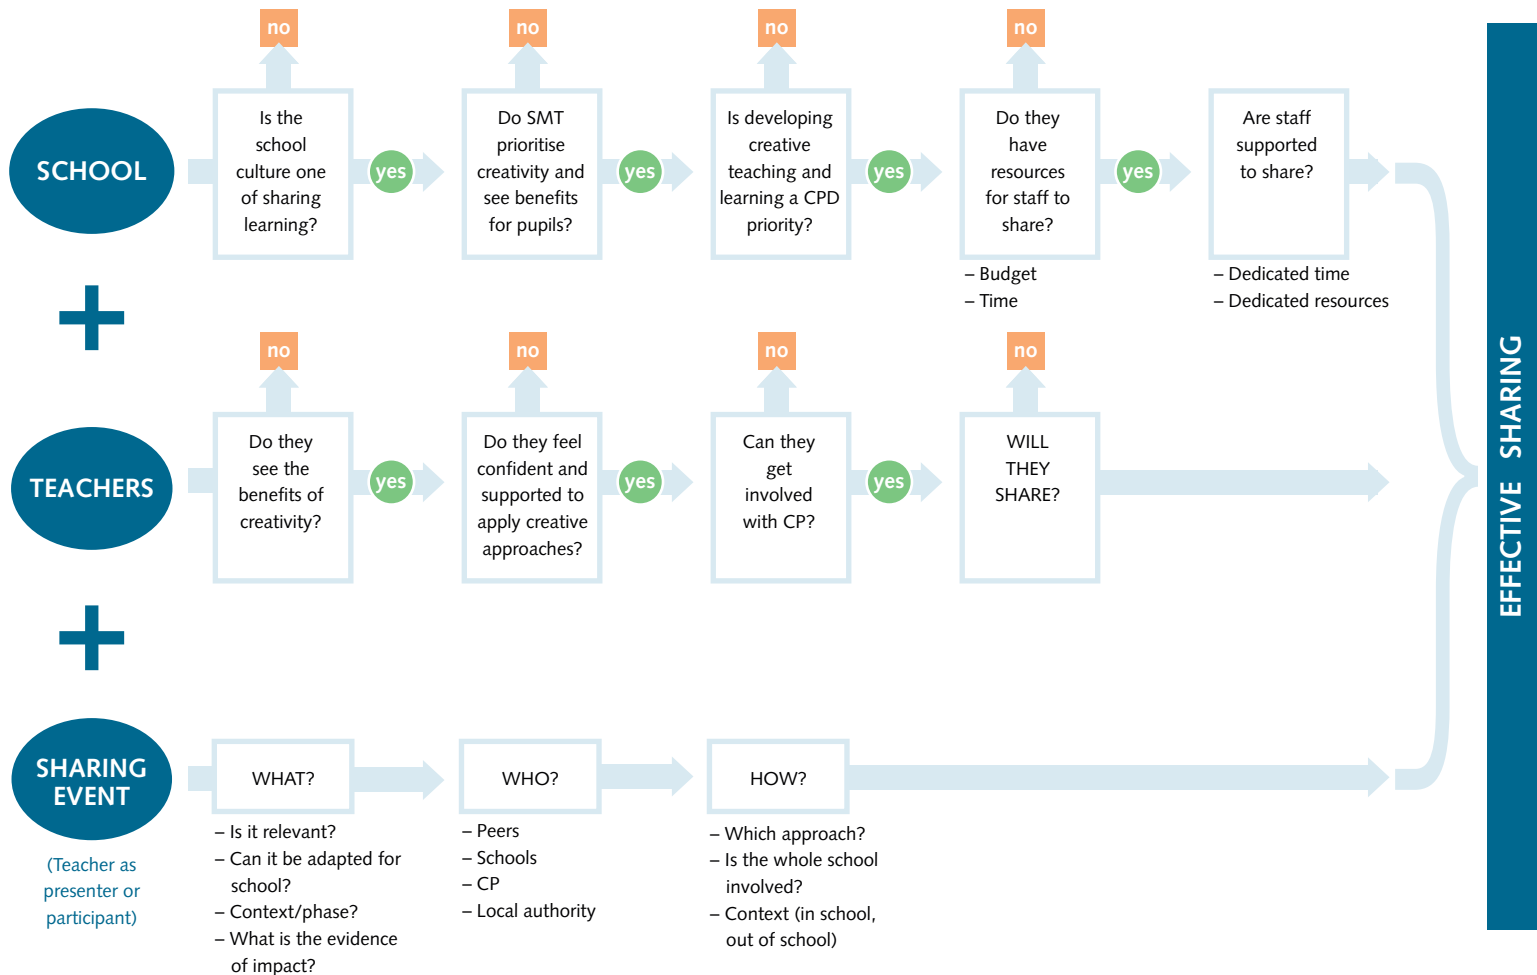 no
no
no
no
SCHOOL
Is the
school
culture one
of sharing
learning?
yes
Do SMT
prioritise
creativity and
see benefits
for pupils?
yes
Is developing
creative
teaching and
learning a CPD
priority?
yes
Do they
have
resources
for staff to
share?
– Budget
– Time
yes
Are staff
supported
to share?
– Dedicated time
– Dedicated resources
no
no
no
no
TEACHERS
Do they
see the
benefits of
creativity?
yes
Do they feel
confident and
supported to
apply creative
approaches?
yes
Can they
get
involved
with CP?
yes
WILL
THEY
SHARE?
SHARING
EVENT
(Teacher as
presenter or
participant)
WHAT?
– Is it relevant?
– Can it be adapted for
school?
– Context/phase?
– What is the evidence
of impact?
WHO?
– Peers
– Schools
– CP
– Local authority
HOW?
– Which approach?
– Is the whole school
involved?
– Context (in school,
out of school)
EFFECTIVE SHARING